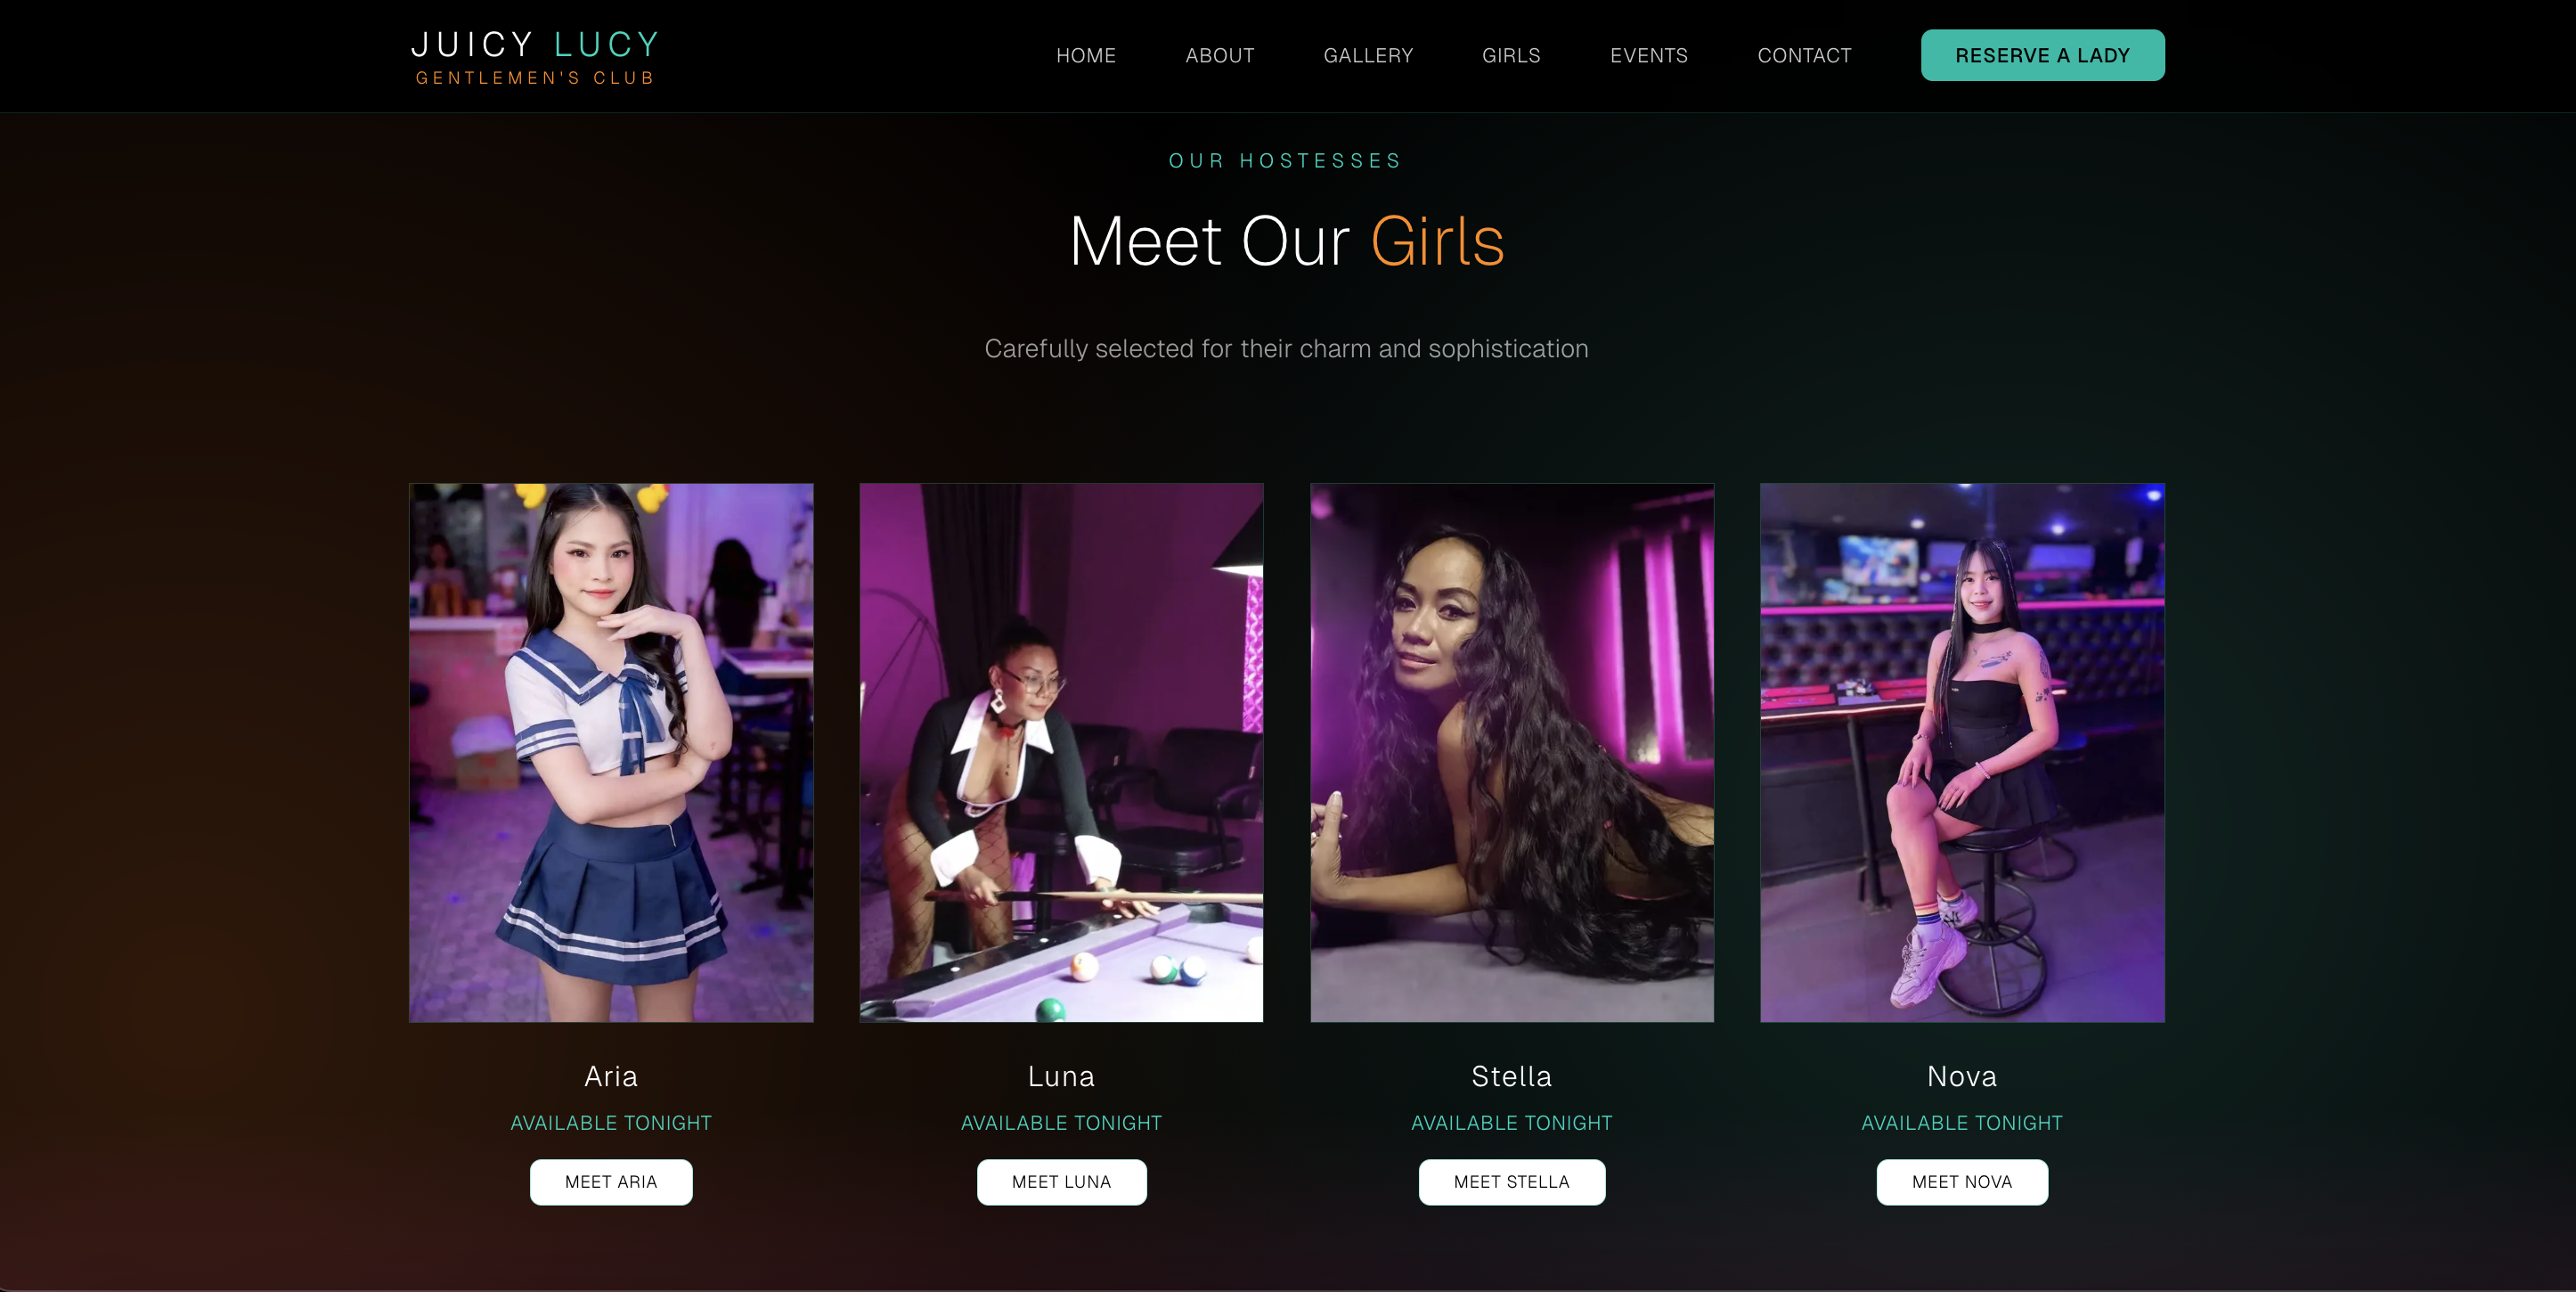 JUICY LUCY
GENTLEMEN'S CLUB
HOME
ABOUT
GALLERY
GIRLS
EVENTS
CONTACT
RESERVE A LADY
OUR HOSTESSES
Meet Our Girls
Carefully selected for their charm and sophistication
Aria
Luna
Stella
Nova
AVAILABLE TONIGHT
AVAILABLE TONIGHT
AVAILABLE TONIGHT
AVAILABLE TONIGHT
MEET ARIA
MEET LUNA
MEET STELLA
MEET NOVA